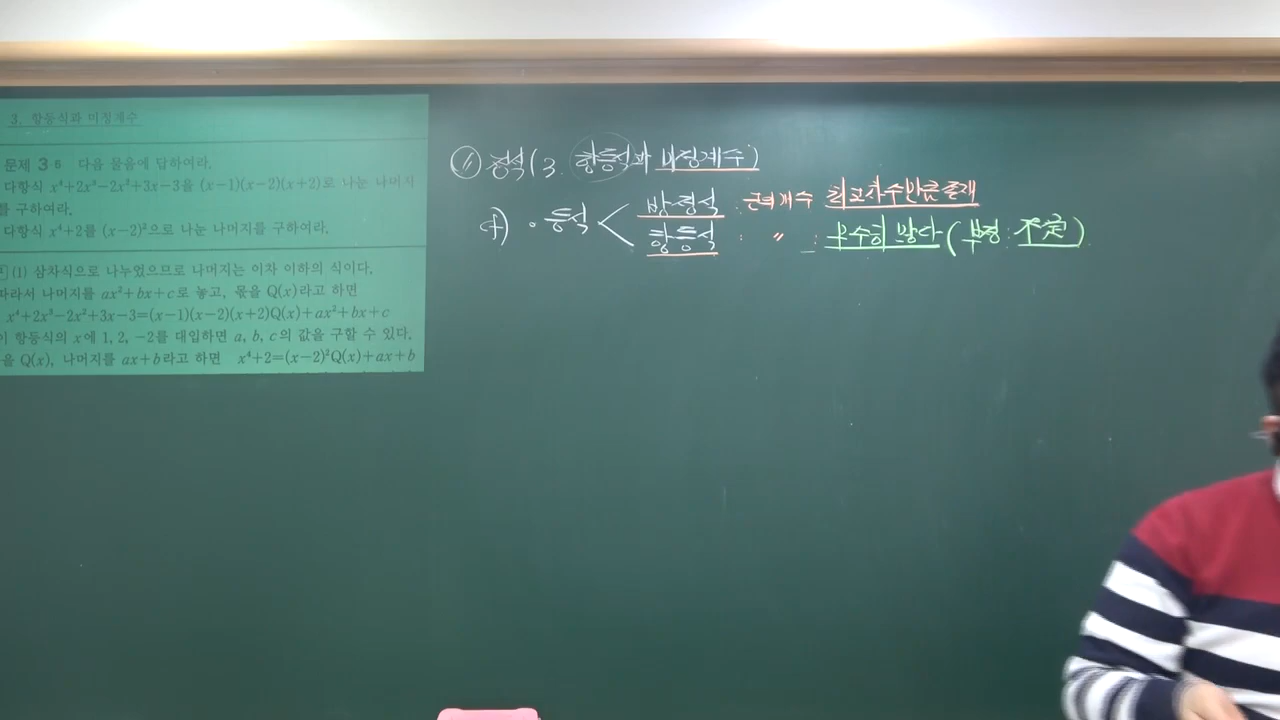 3. 항등식과 미정계수
문제 3 8 다음 물음에 답하여라.
다항식 x⁴+2x³-2x²+3x-3을 (x-1)(x-2)(x+2)로 나눈 나머지
를 구하여라.
다항식 x⁴+2를 (x-2)²으로 나눈 나머지를 구하여라.
(1) 삼차식으로 나누었으므로 나머지는 이차 이하의 식이다.
따라서 나머지를 ax²+bx+c로 놓고, 몫을 Q(x)라고 하면
x⁴+2x³-2x²+3x-3=(x-1)(x-2)(x+2)Q(x)+ax²+bx+c
이 항등식의 x에 1, 2, -2를 대입하면 a, b, c의 값을 구할 수 있다.
을 Q(x), 나머지를 ax+b라고 하면 x⁴+2=(x-2)²Q(x)+ax+b
정석(3. 항등식과 미정계수)
등식 < 방정식 : 근의 개수 최고차수만큼 존재
항등식 : 〃 : 무수히 많다(부정 : 不定)